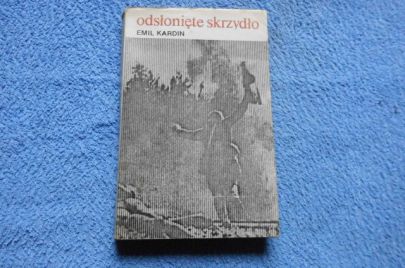 odsłonięte skrzydło
EMIL KARDIN